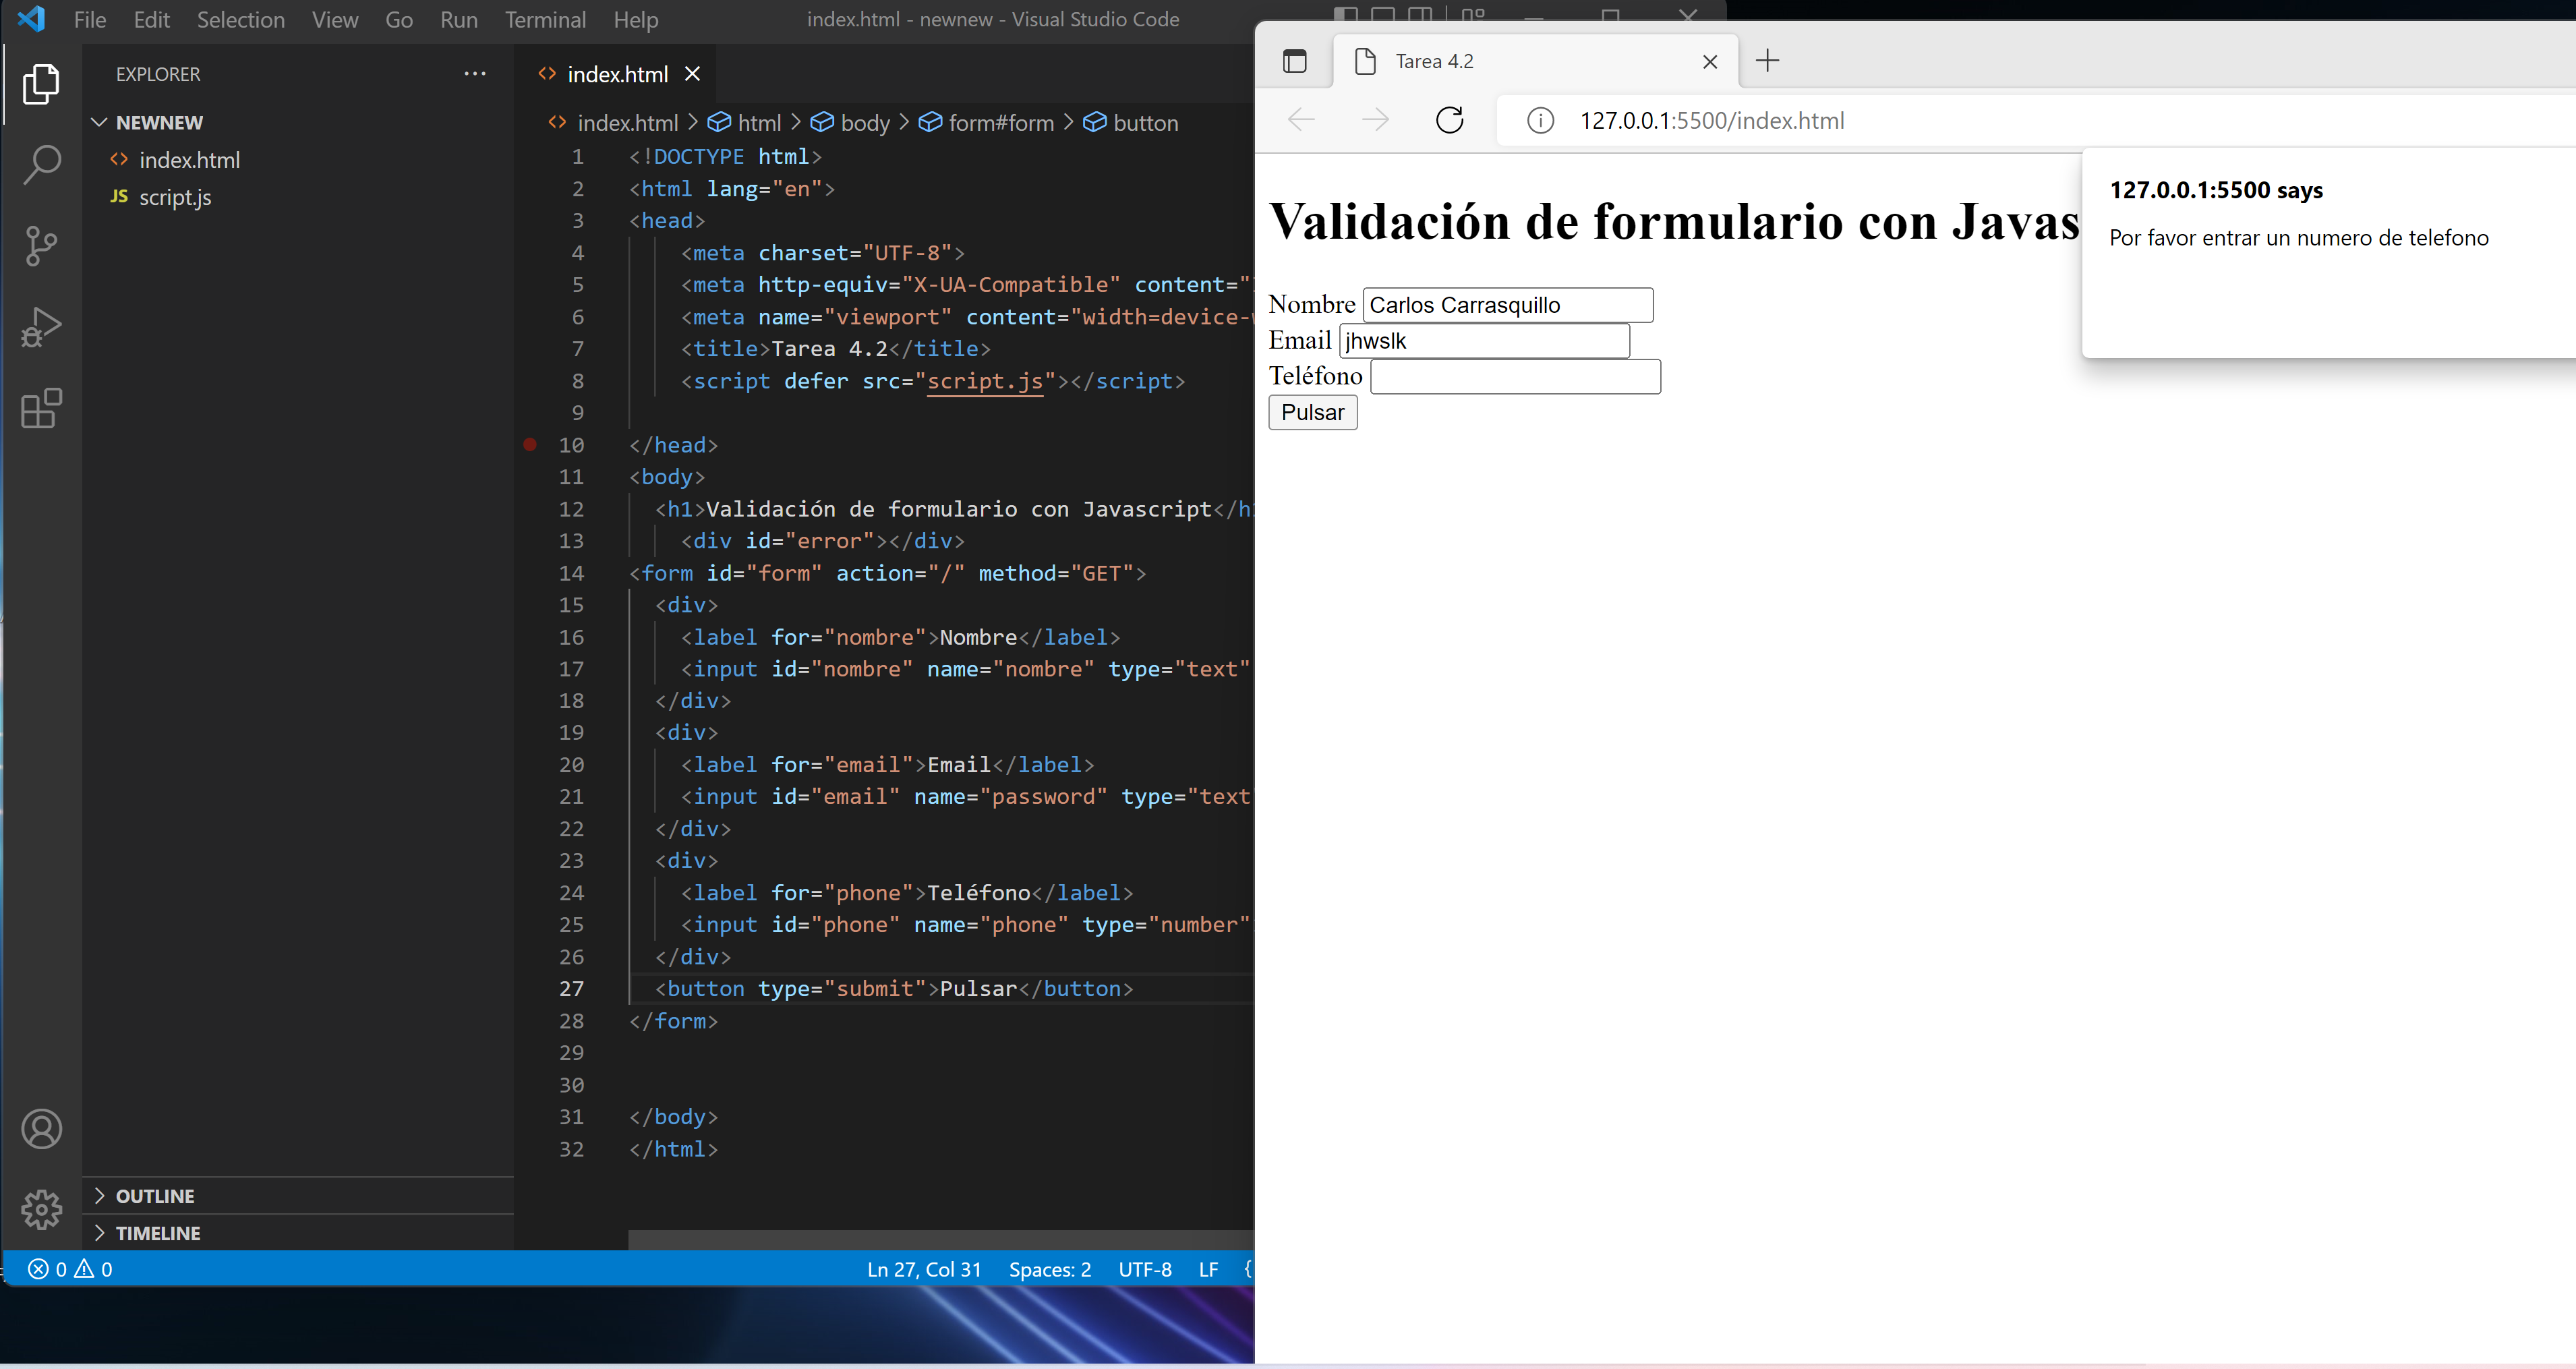 File Edit Selection View Go Run Terminal Help
index.html - newnew - Visual Studio Code
EXPLORER
NEWNEW
index.html
JS script.js
OUTLINE
TIMELINE
index.html
index.html > html > body > form#form > button
1 <!DOCTYPE html>
2 <html lang="en">
3 <head>
4 <meta charset="UTF-8">
5 <meta http-equiv="X-UA-Compatible" content="
6 <meta name="viewport" content="width=device-
7 <title>Tarea 4.2</title>
8 <script defer src="script.js"></script>
9
10 </head>
11 <body>
12 <h1>Validación de formulario con Javascript</h
13 <div id="error"></div>
14 <form id="form" action="/" method="GET">
15 <div>
16 <label for="nombre">Nombre</label>
17 <input id="nombre" name="nombre" type="text"
18 </div>
19 <div>
20 <label for="email">Email</label>
21 <input id="email" name="password" type="text
22 </div>
23 <div>
24 <label for="phone">Teléfono</label>
25 <input id="phone" name="phone" type="number"
26 </div>
27 <button type="submit">Pulsar</button>
28 </form>
29
30
31 </body>
32 </html>
0 0
Ln 27, Col 31 Spaces: 2 UTF-8 LF {
Tarea 4.2
127.0.0.1:5500/index.html
127.0.0.1:5500 says
Por favor entrar un numero de telefono
Validación de formulario con Javas
Nombre Carlos Carrasquillo
Email jhwslk
Teléfono
Pulsar